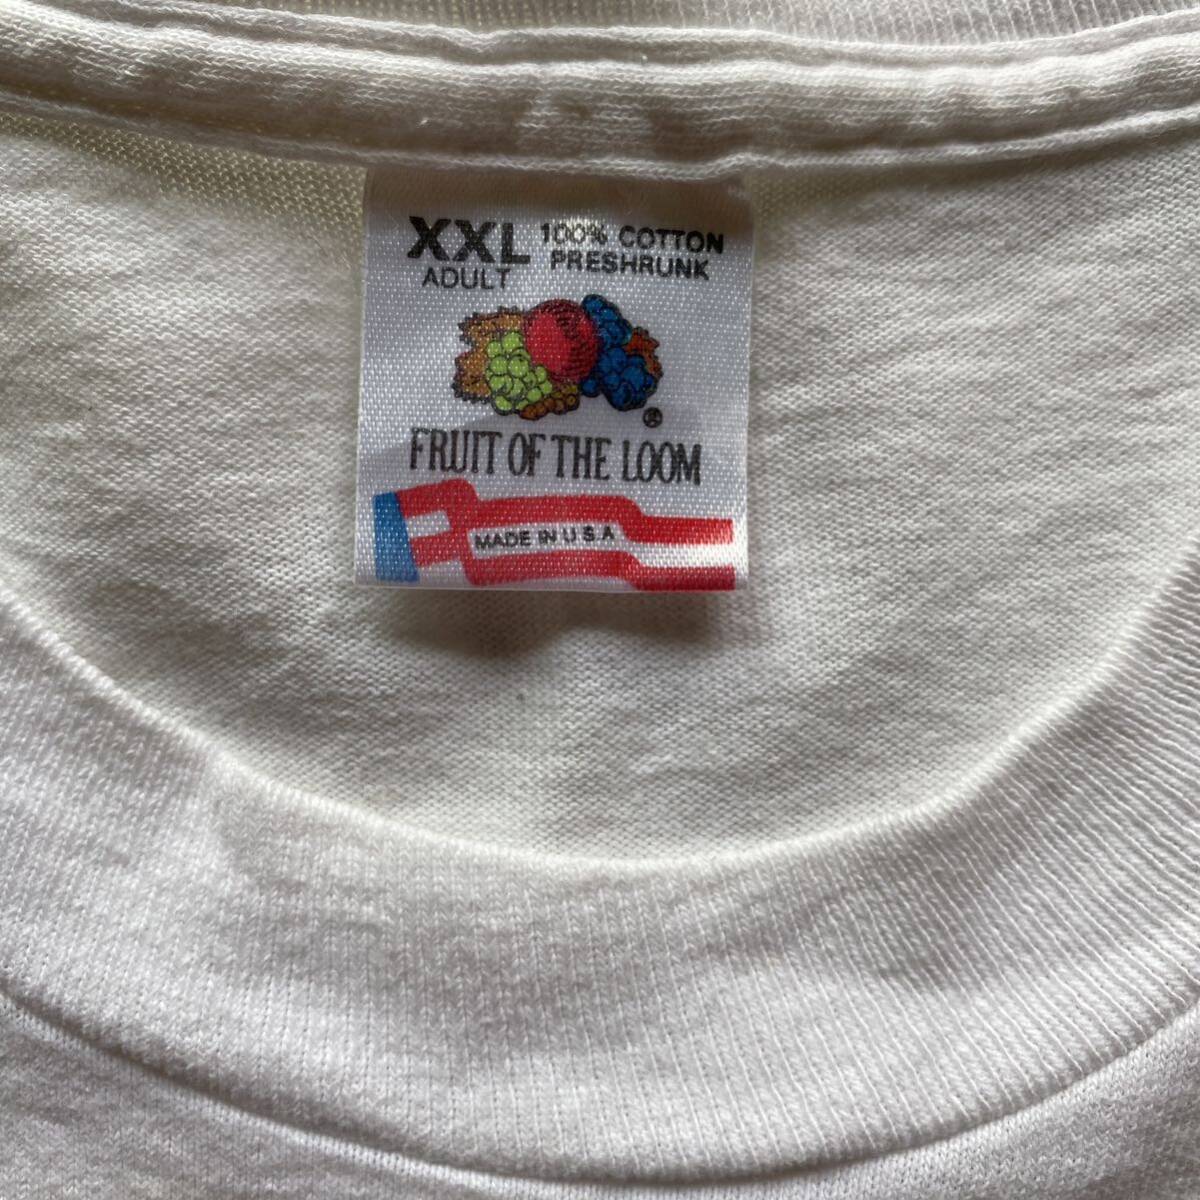 XXL 100% COTTON
ADULT PRESHRUNK
®
FRUIT OF THE LOOM
MADE IN U.S.A